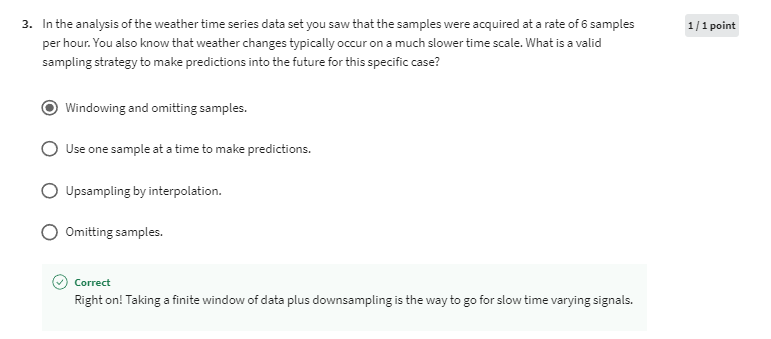 3. In the analysis of the weather time series data set you saw that the samples were acquired at a rate of 6 samples
per hour. You also know that weather changes typically occur on a much slower time scale. What is a valid
sampling strategy to make predictions into the future for this specific case?
1 / 1 point
Windowing and omitting samples.
Use one sample at a time to make predictions.
Upsampling by interpolation.
Omitting samples.
Correct
Right on! Taking a finite window of data plus downsampling is the way to go for slow time varying signals.